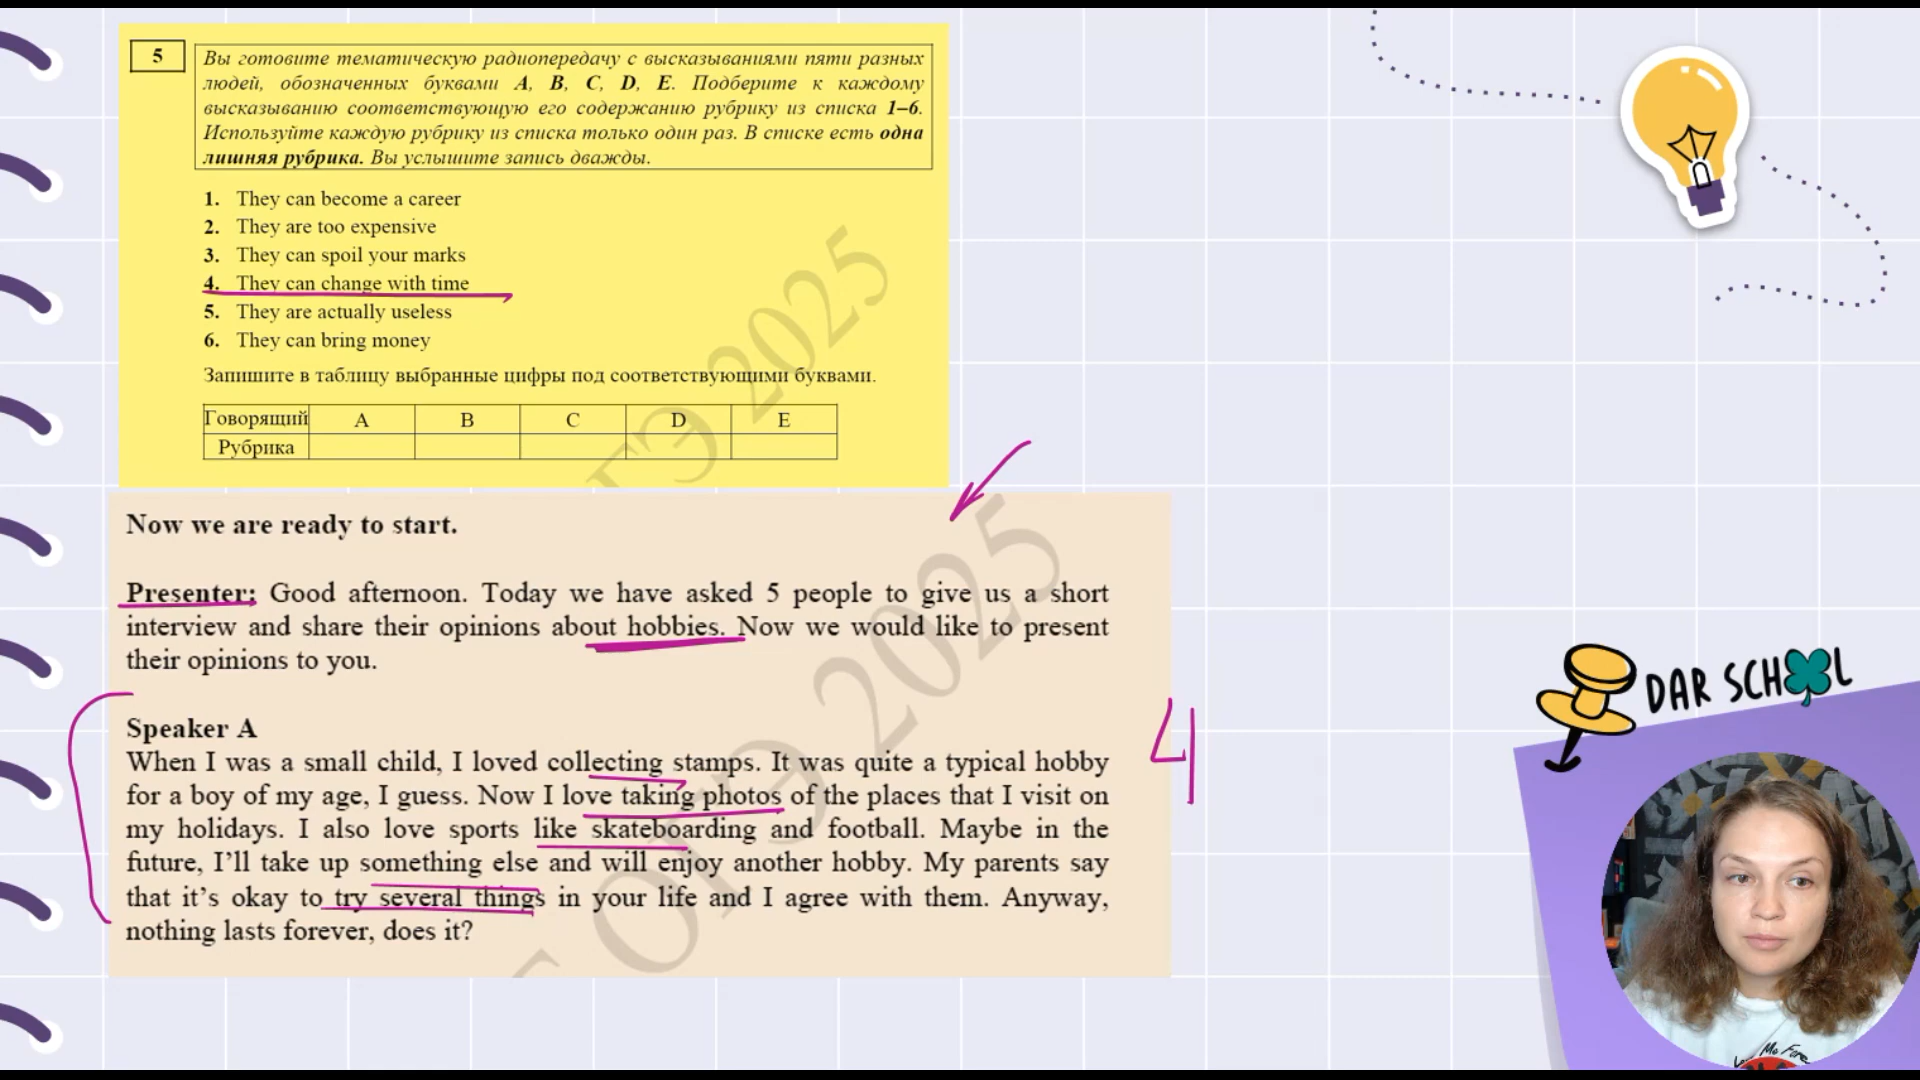 5
Вы готовите тематическую радиопередачу с высказываниями пяти разных
людей, обозначенных буквами A, B, C, D, E. Подберите к каждому
высказыванию соответствующую его содержанию рубрику из списка 1–6.
Используйте каждую рубрику из списка только один раз. В списке есть одна
лишняя рубрика. Вы услышите запись дважды.
1. They can become a career
2. They are too expensive
3. They can spoil your marks
4. They can change with time
5. They are actually useless
6. They can bring money
Запишите в таблицу выбранные цифры под соответствующими буквами.
Говорящий A B C D E
Рубрика
ОГЭ 2025
Now we are ready to start.
Presenter: Good afternoon. Today we have asked 5 people to give us a short
interview and share their opinions about hobbies. Now we would like to present
their opinions to you.
Speaker A
When I was a small child, I loved collecting stamps. It was quite a typical hobby
for a boy of my age, I guess. Now I love taking photos of the places that I visit on
my holidays. I also love sports like skateboarding and football. Maybe in the
future, I’ll take up something else and will enjoy another hobby. My parents say
that it’s okay to try several things in your life and I agree with them. Anyway,
nothing lasts forever, does it?
ОГЭ 2025
4
DAR SCHOOL